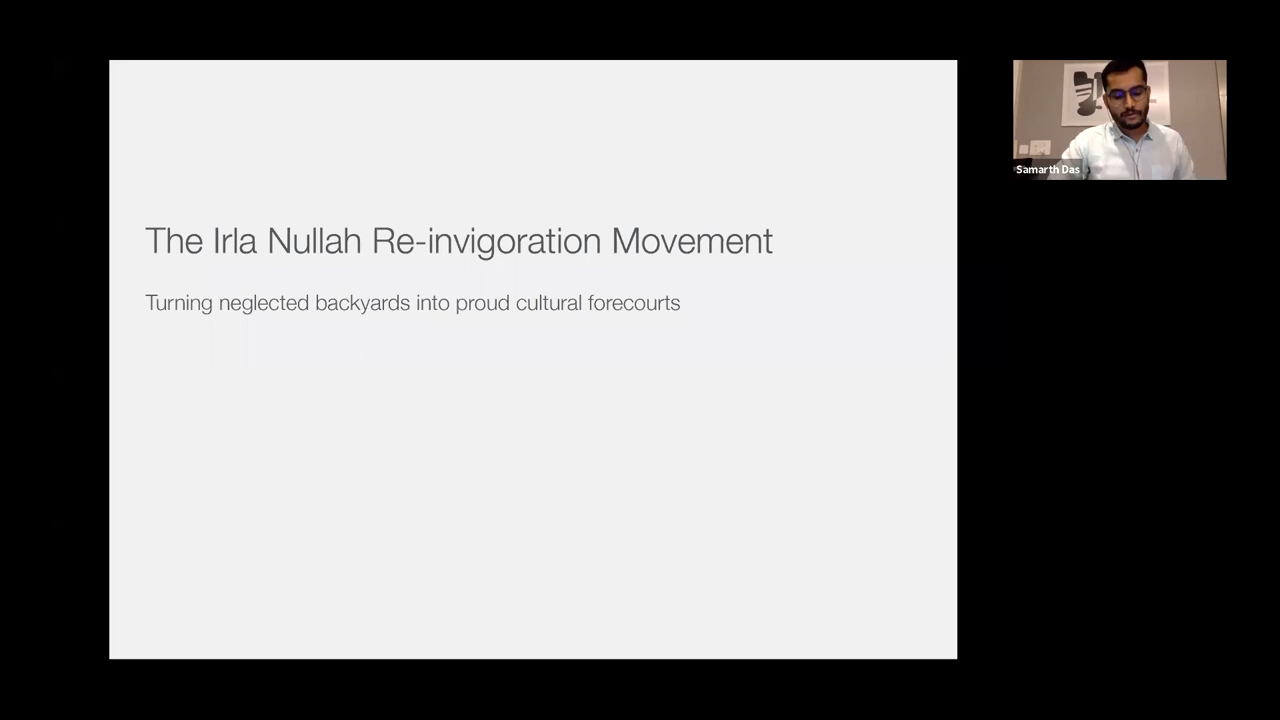 The Irla Nullah Re-invigoration Movement
Turning neglected backyards into proud cultural forecourts
Samarth Das